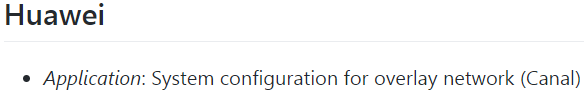 Huawei
Application: System configuration for overlay network (Canal)